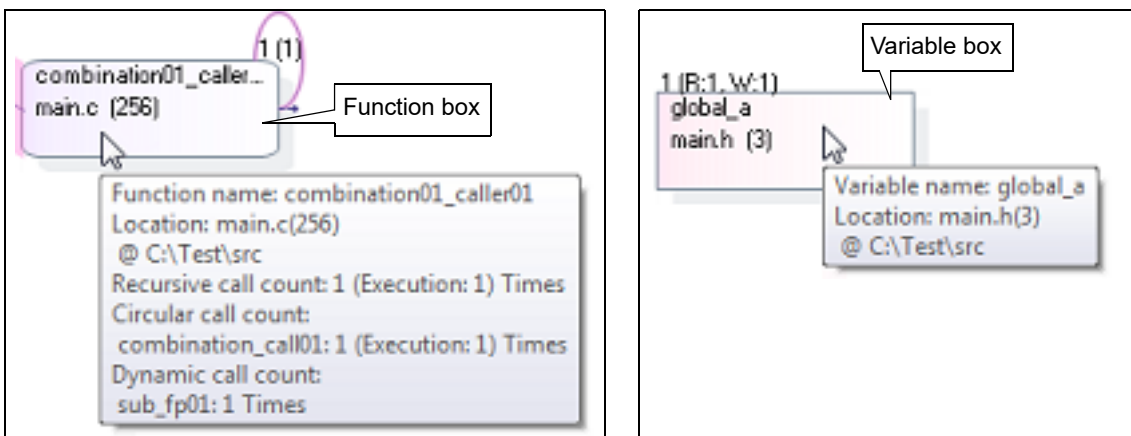 1 (1)
combination01_caller...
main.c (256)
Function box
Function name: combination01_caller01
Location: main.c(256)
@ C:\Test\src
Recursive call count: 1 (Execution: 1) Times
Circular call count:
combination_call01: 1 (Execution: 1) Times
Dynamic call count:
sub_fp01: 1 Times
Variable box
1 (R:1, W:1)
global_a
main.h (3)
Variable name: global_a
Location: main.h(3)
@ C:\Test\src